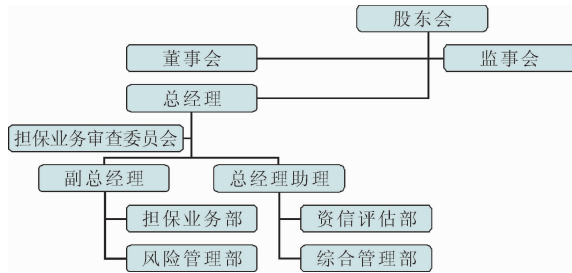 股东会
董事会
监事会
总经理
担保业务审查委员会
副总经理
总经理助理
担保业务部
资信评估部
风险管理部
综合管理部